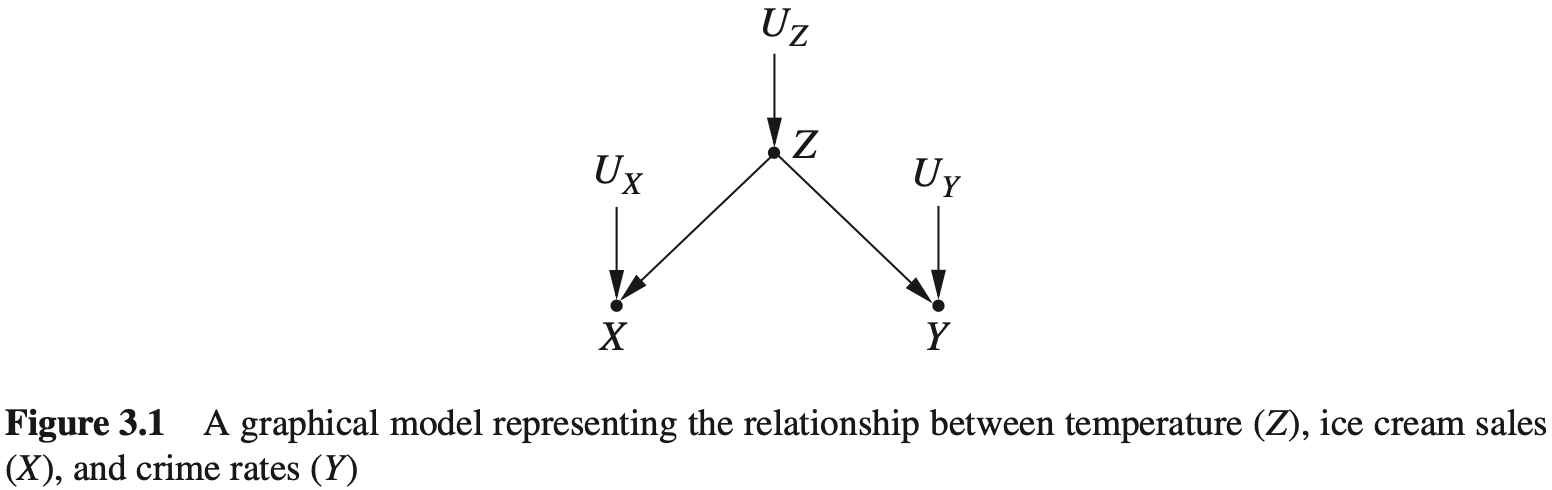 U_Z
Z
U_X
U_Y
X
Y
Figure 3.1 A graphical model representing the relationship between temperature (Z), ice cream sales
(X), and crime rates (Y)